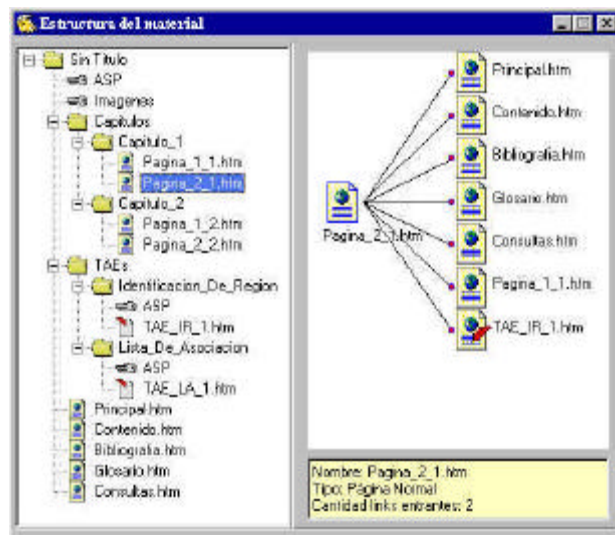 Estructura del material
Sin Titulo
ASP
Imagenes
Capitulos
Capitulo_1
Pagina_1_1.htm
Pagina_2_1.htm
Capitulo_2
Pagina_1_2.htm
Pagina_2_2.htm
TAEs
Identificacion_De_Region
ASP
TAE_IR_1.htm
Lista_De_Asociacion
ASP
TAE_LA_1.htm
Principal.htm
Contenido.htm
Bibliografia.htm
Glosario.htm
Consultas.htm
Pagina_2_1.htm
Principal.htm
Contenido.htm
Bibliografia.htm
Glosario.htm
Consultas.htm
Pagina_1_1.htm
TAE_IR_1.htm
Nombre: Pagina_2_1.htm
Tipo: Página Normal
Cantidad links entrantes: 2